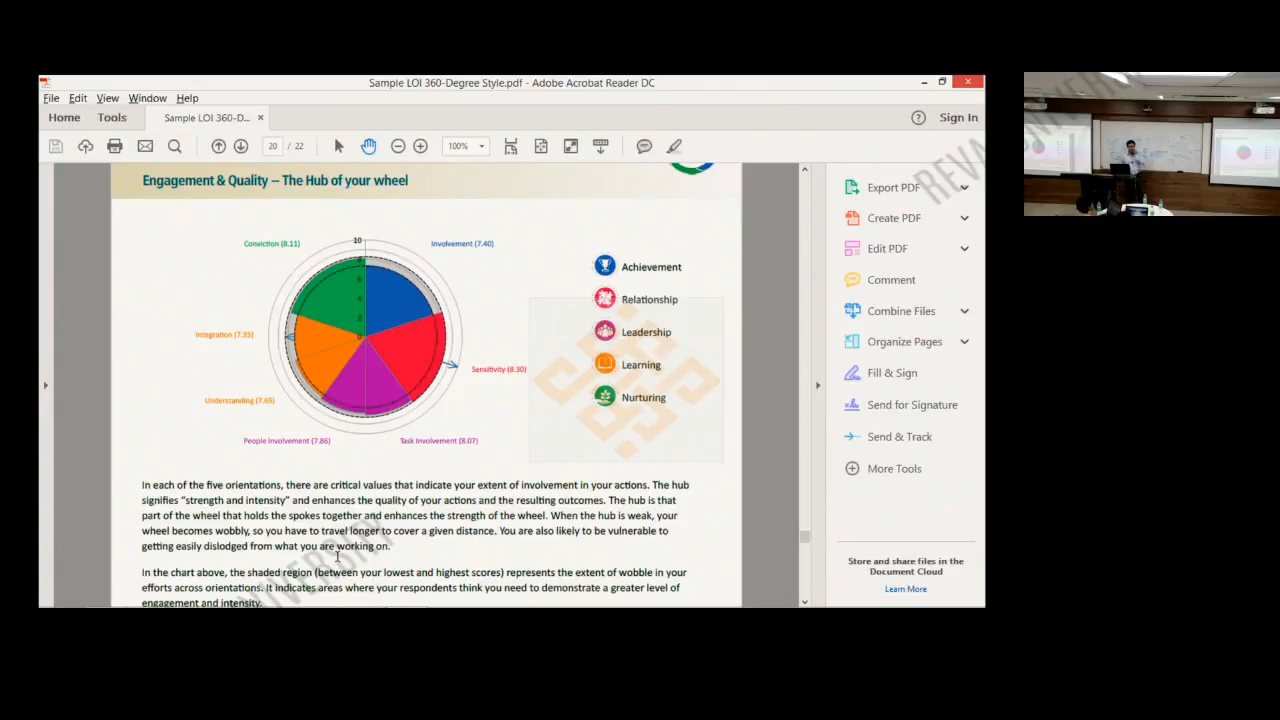 Sample LOI 360-Degree Style.pdf - Adobe Acrobat Reader DC
File Edit View Window Help
Home Tools Sample LOI 360-D... × Sign In
20 / 22 100%
Engagement & Quality – The Hub of your wheel
10
8
6
4
2
0
Conviction (8.11)
Involvement (7.40)
Integration (7.35)
Sensitivity (8.30)
Understanding (7.65)
People Involvement (7.86)
Task Involvement (8.07)
Achievement
Relationship
Leadership
Learning
Nurturing
In each of the five orientations, there are critical values that indicate your extent of involvement in your actions. The hub
signifies “strength and intensity” and enhances the quality of your actions and the resulting outcomes. The hub is that
part of the wheel that holds the spokes together and enhances the strength of the wheel. When the hub is weak, your
wheel becomes wobbly, so you have to travel longer to cover a given distance. You are also likely to be vulnerable to
getting easily dislodged from what you are working on.
In the chart above, the shaded region (between your lowest and highest scores) represents the extent of wobble in your
efforts across orientations. It indicates areas where your respondents think you need to demonstrate a greater level of
engagement and intensity.
Export PDF
Create PDF
Edit PDF
Comment
Combine Files
Organize Pages
Fill & Sign
Send for Signature
Send & Track
More Tools
Store and share files in the
Document Cloud
Learn More